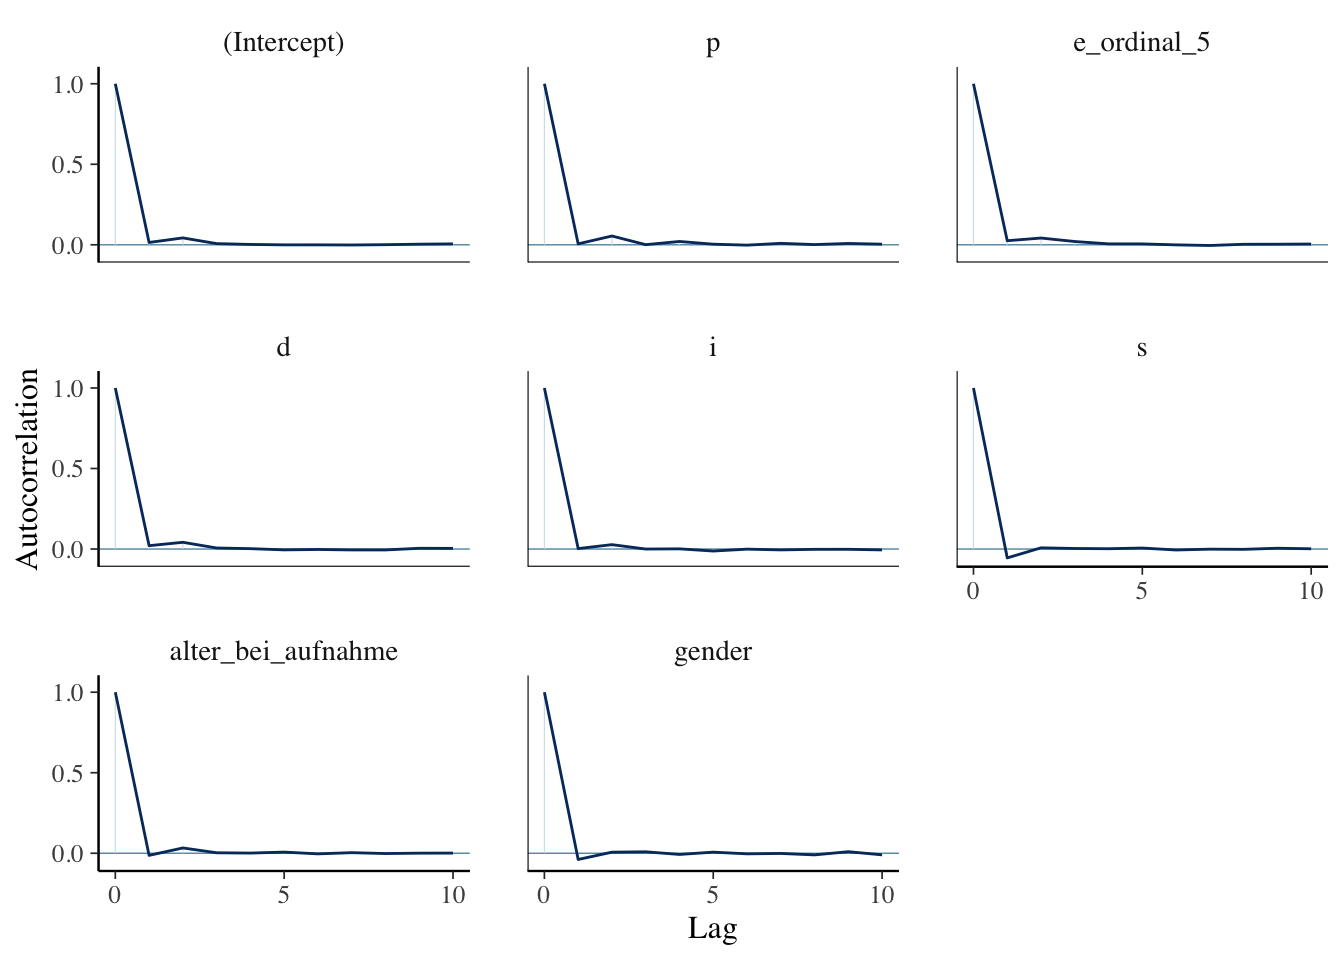 (Intercept)
p
e_ordinal_5
1.0
0.5
0.0
d
i
s
1.0
0.5
0.0
0 5 10
Autocorrelation
alter_bei_aufnahme
gender
1.0
0.5
0.0
0 5 10
0 5 10
Lag